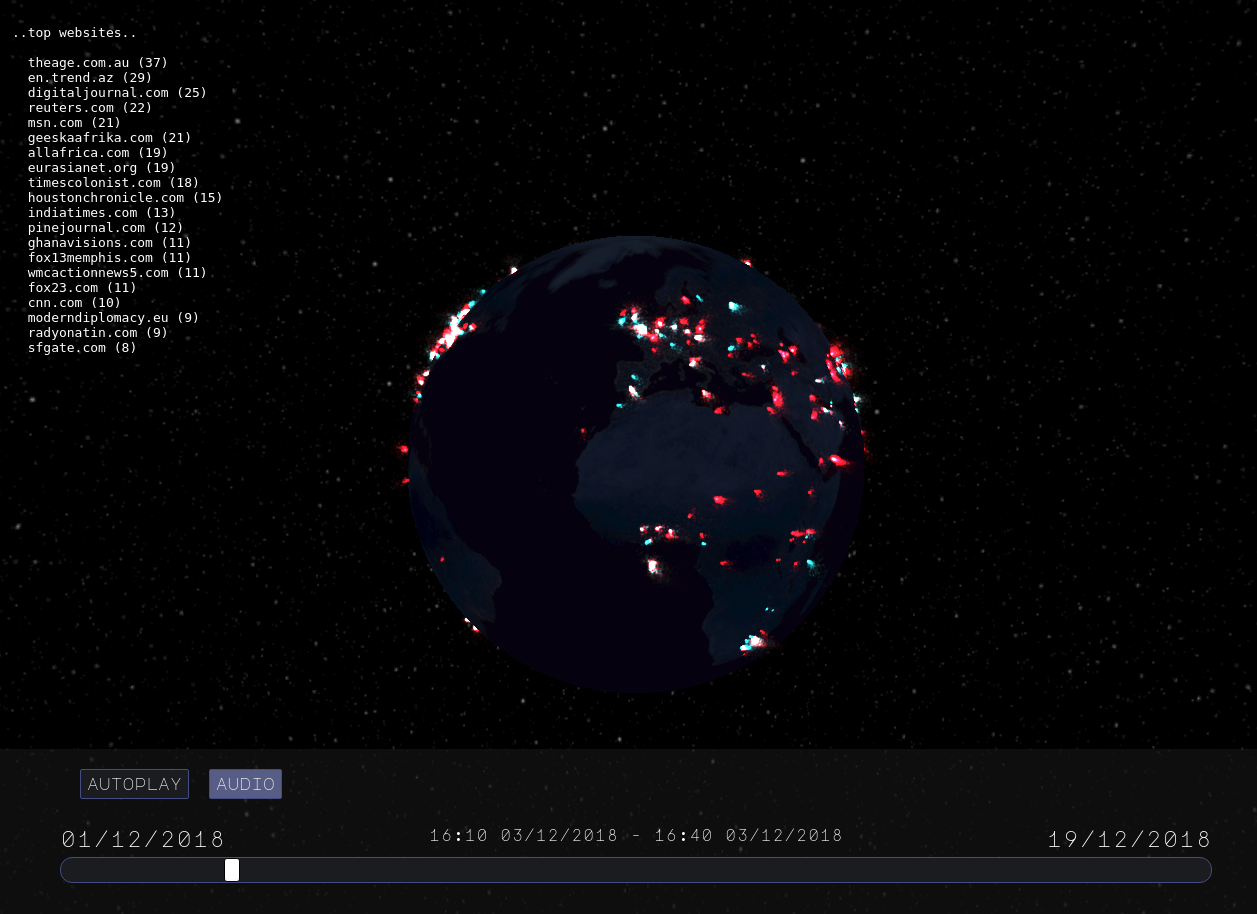 ..top websites..
theage.com.au (37)
en.trend.az (29)
digitaljournal.com (25)
reuters.com (22)
msn.com (21)
geeskaafrika.com (21)
allafrica.com (19)
eurasianet.org (19)
timescolonist.com (18)
houstonchronicle.com (15)
indiatimes.com (13)
pinejournal.com (12)
ghanavisions.com (11)
fox13memphis.com (11)
wmcactionnews5.com (11)
fox23.com (11)
cnn.com (10)
moderndiplomacy.eu (9)
radyonatin.com (9)
sfgate.com (8)
AUTOPLAY AUDIO
01/12/2018 16:10 03/12/2018 - 16:40 03/12/2018 19/12/2018